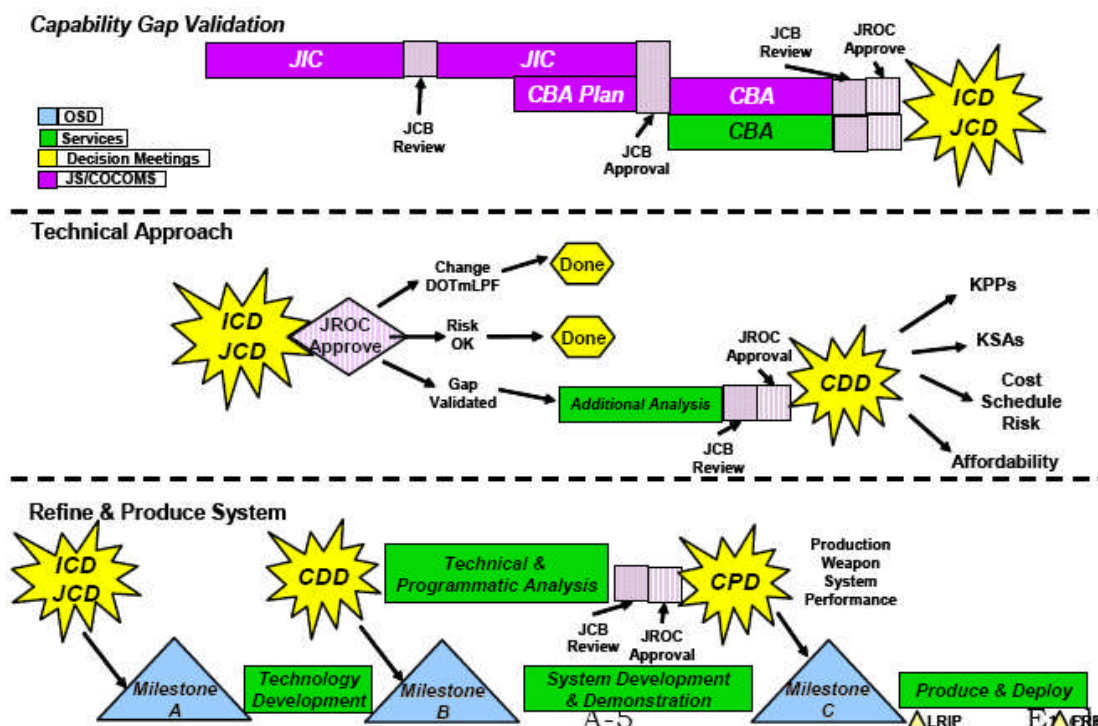 Capability Gap Validation
JIC
JIC
CBA Plan
CBA
CBA
JCB
Review
JCB
Approval
JCB
Review
JROC
Approve
ICD
JCD
OSD
Services
Decision Meetings
JS/COCOMS
Technical Approach
ICD
JCD
JROC
Approve
Change
DOTmLPF
Done
Risk
OK
Done
Gap
Validated
Additional Analysis
JCB
Review
JROC
Approval
CDD
KPPs
KSAs
Cost
Schedule
Risk
Affordability
Refine & Produce System
ICD
JCD
CDD
Technical &
Programmatic Analysis
JCB
Review
JROC
Approval
CPD
Production
Weapon
System
Performance
Milestone
A
Technology
Development
Milestone
B
System Development
& Demonstration
Milestone
C
Produce & Deploy
A-5
LRIP